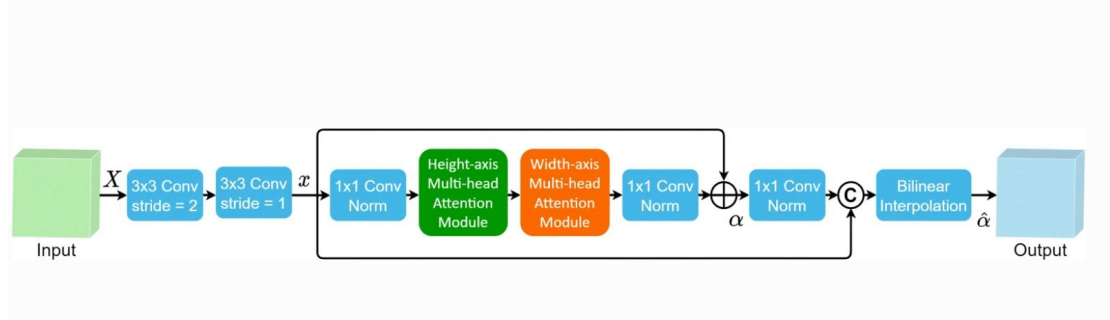 Input
X
3x3 Conv
stride = 2
3x3 Conv
stride = 1
x
1x1 Conv
Norm
Height-axis
Multi-head
Attention
Module
Width-axis
Multi-head
Attention
Module
1x1 Conv
Norm
α
1x1 Conv
Norm
C
Bilinear
Interpolation
α̂
Output